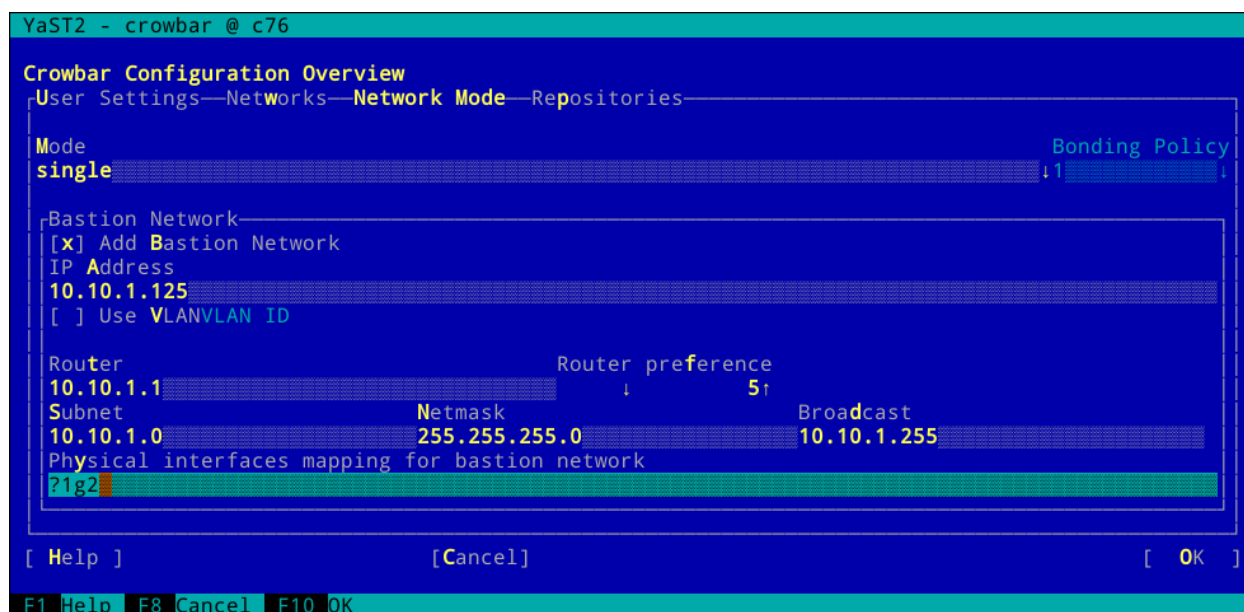 YaST2 - crowbar @ c76
Crowbar Configuration Overview
User Settings—Networks—Network Mode—Repositories
Mode Bonding Policy
single ↓1 ↓
Bastion Network
[x] Add Bastion Network
IP Address
10.10.1.125
[ ] Use VLANVLAN ID
Router Router preference
10.10.1.1 ↓ 5↑
Subnet Netmask Broadcast
10.10.1.0 255.255.255.0 10.10.1.255
Physical interfaces mapping for bastion network
?1g2
[ Help ] [Cancel] [ OK ]
F1 Help F8 Cancel F10 OK